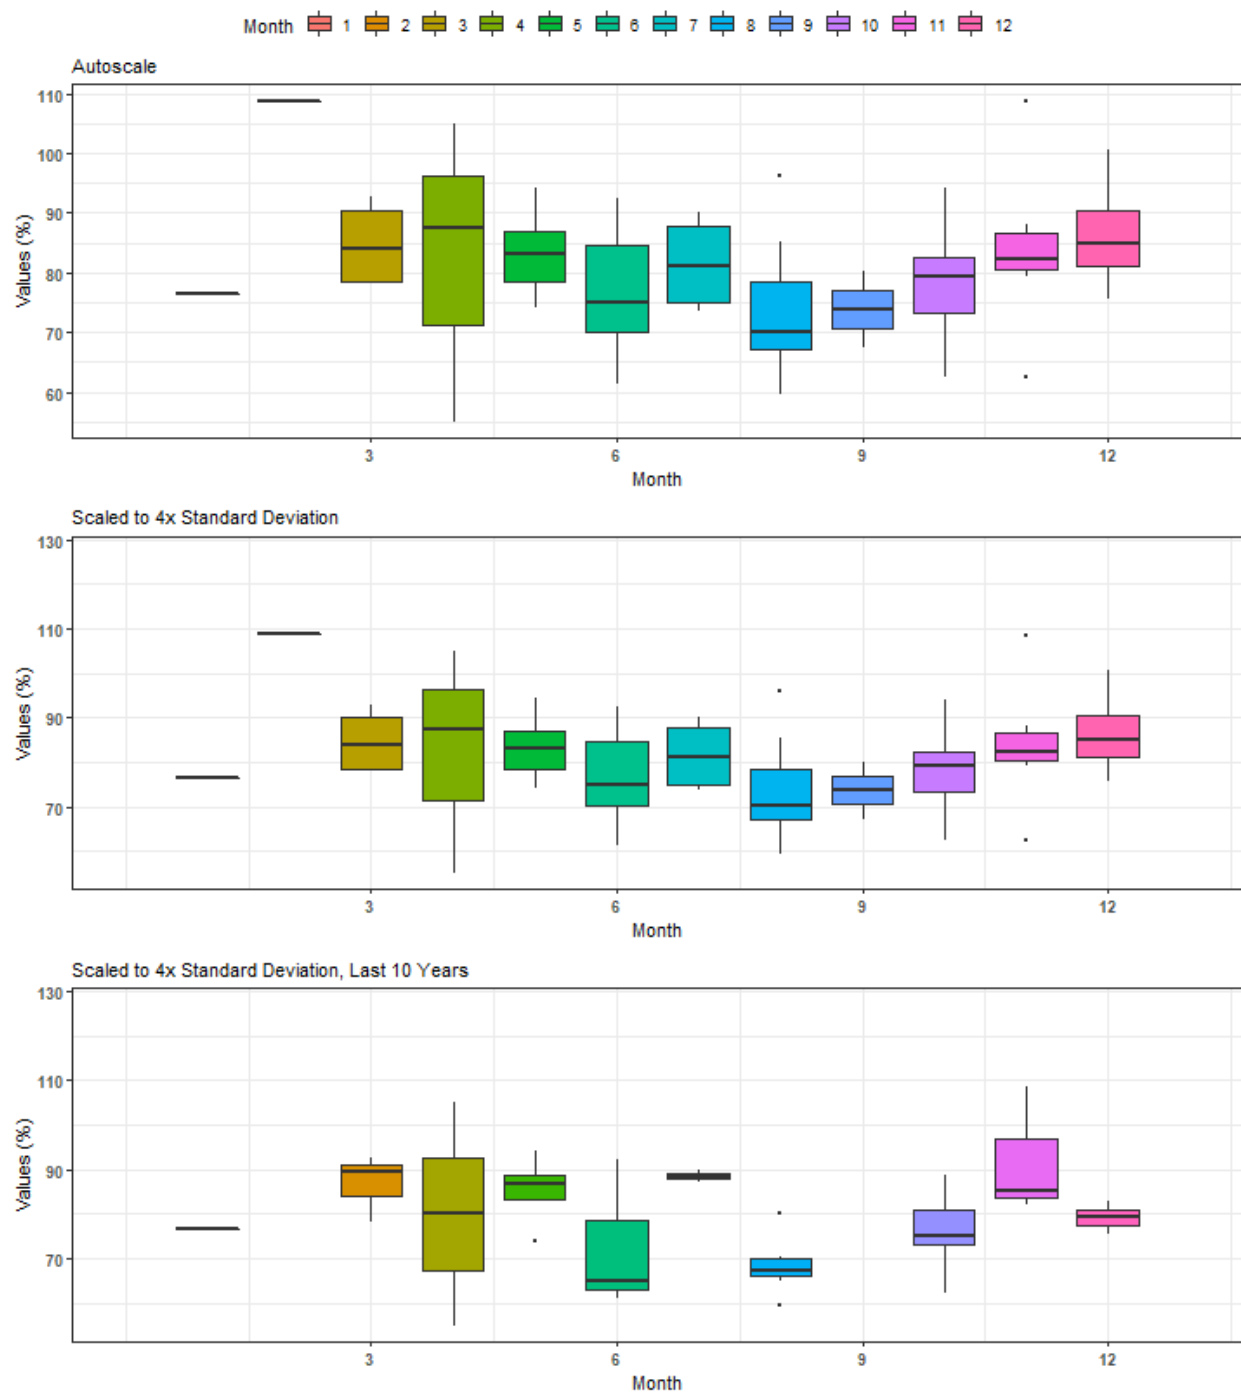 Month 1 2 3 4 5 6 7 8 9 10 11 12
Autoscale
110
100
90
80
70
60
Values (%)
3 6 9 12
Month
Scaled to 4x Standard Deviation
130
110
90
70
Values (%)
3 6 9 12
Month
Scaled to 4x Standard Deviation, Last 10 Years
130
110
90
70
Values (%)
3 6 9 12
Month